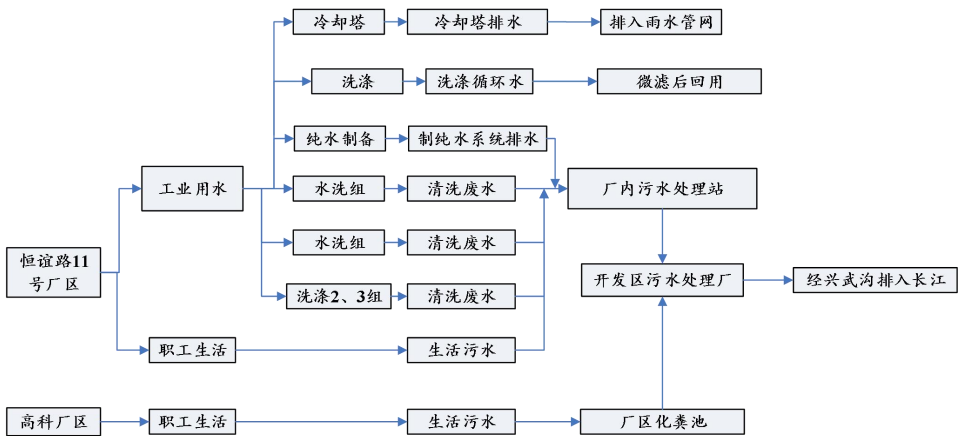 冷却塔
冷却塔排水
排入雨水管网
洗涤
洗涤循环水
微滤后回用
纯水制备
制纯水系统排水
工业用水
水洗组
清洗废水
厂内污水处理站
水洗组
清洗废水
恒谊路11
号厂区
开发区污水处理厂
经兴武沟排入长江
洗涤2、3组
清洗废水
职工生活
生活污水
高科厂区
职工生活
生活污水
厂区化粪池